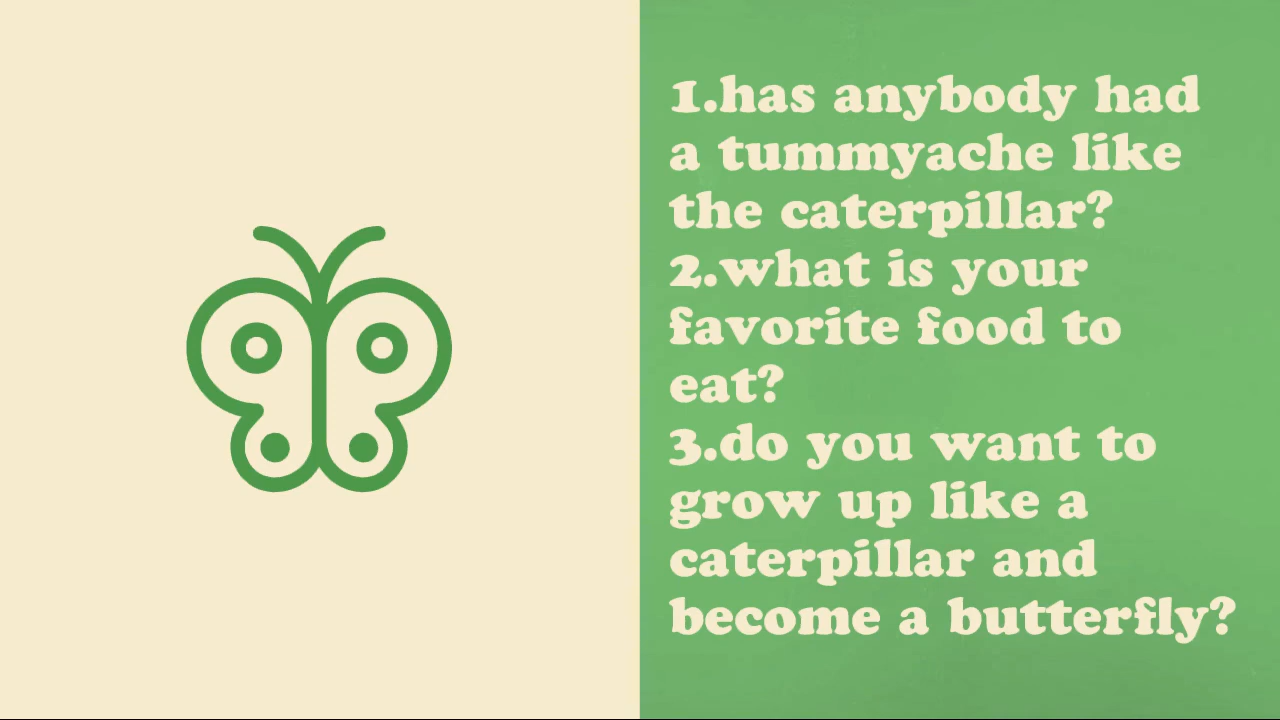 1.has anybody had
a tummyache like
the caterpillar?
2.what is your
favorite food to
eat?
3.do you want to
grow up like a
caterpillar and
become a butterfly?